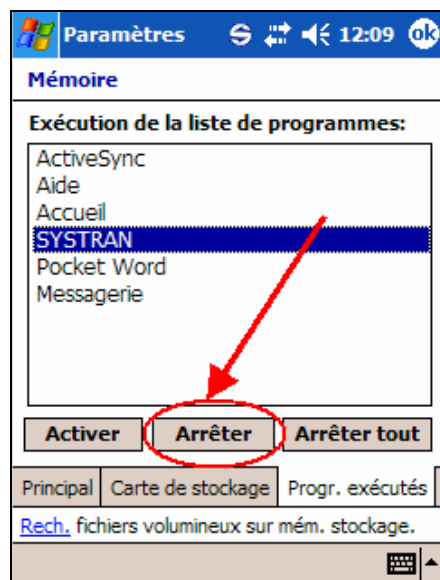 Paramètres 12:09 ok
Mémoire
Exécution de la liste de programmes:
ActiveSync
Aide
Accueil
SYSTRAN
Pocket Word
Messagerie
Activer Arrêter Arrêter tout
Principal Carte de stockage Progr. exécutés
Rech. fichiers volumineux sur mém. stockage.